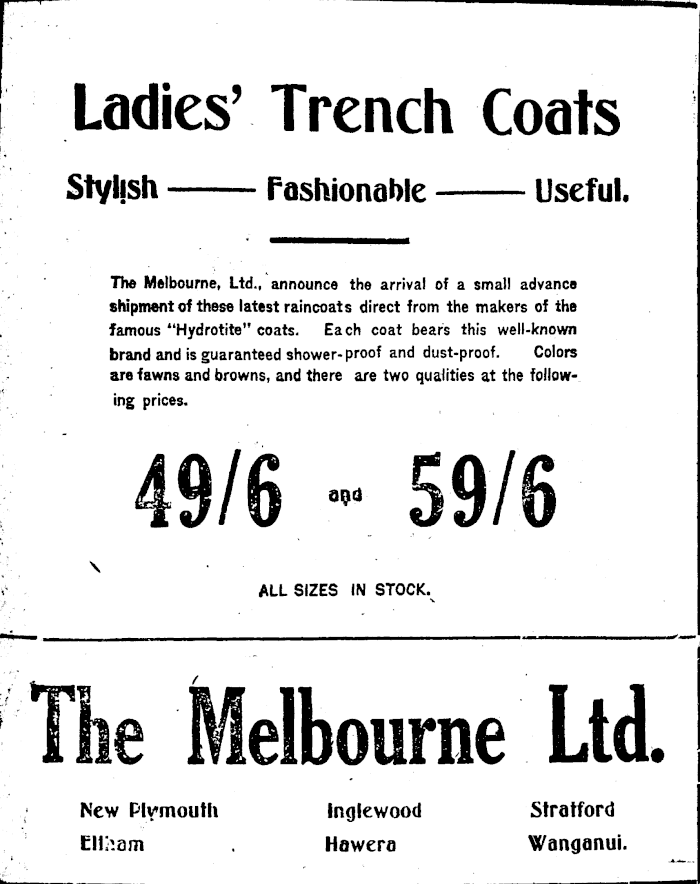 Ladies' Trench Coats
Stylish —— Fashionable —— Useful.
The Melbourne, Ltd., announce the arrival of a small advance
shipment of these latest raincoats direct from the makers of the
famous "Hydrotite" coats. Each coat bears this well-known
brand and is guaranteed shower-proof and dust-proof. Colors
are fawns and browns, and there are two qualities at the follow-
ing prices.
49/6 and 59/6
ALL SIZES IN STOCK.
The Melbourne Ltd.
New Plymouth Inglewood Stratford
Eltham Hawera Wanganui.